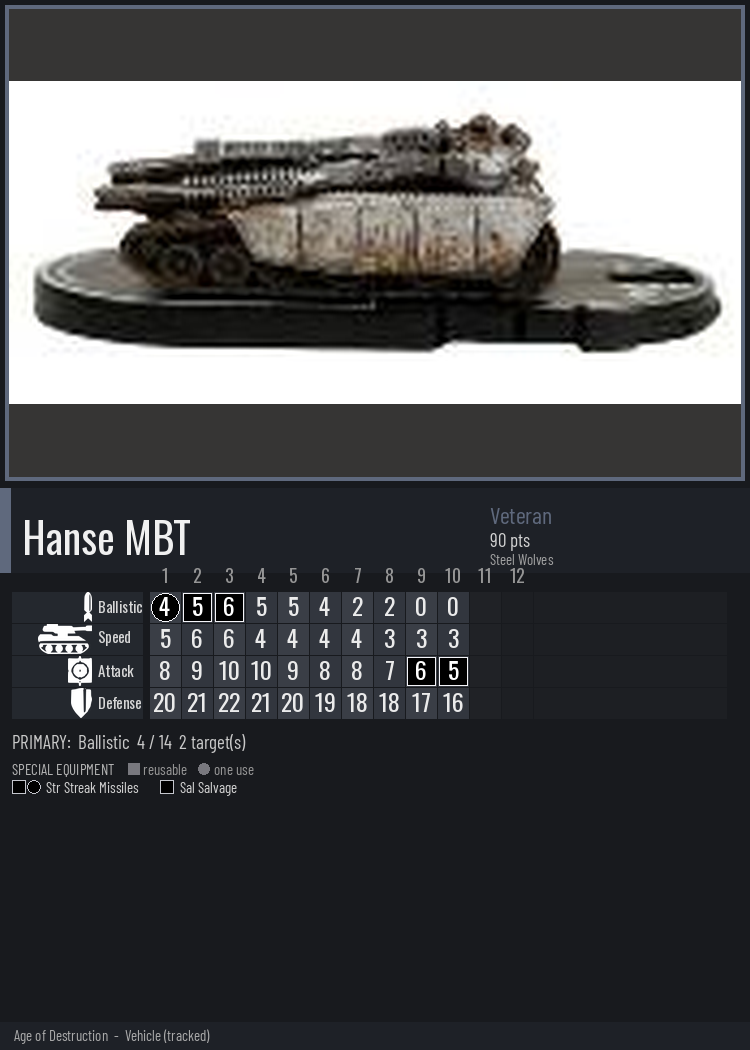 Hanse MBT
Veteran
90 pts
Steel Wolves
1 2 3 4 5 6 7 8 9 10 11 12
Ballistic 4 5 6 5 5 4 2 2 0 0
Speed 5 6 6 4 4 4 4 3 3 3
Attack 8 9 10 10 9 8 8 7 6 5
Defense 20 21 22 21 20 19 18 18 17 16
PRIMARY: Ballistic 4 / 14 2 target(s)
SPECIAL EQUIPMENT reusable one use
Str Streak Missiles Sal Salvage
Age of Destruction - Vehicle (tracked)